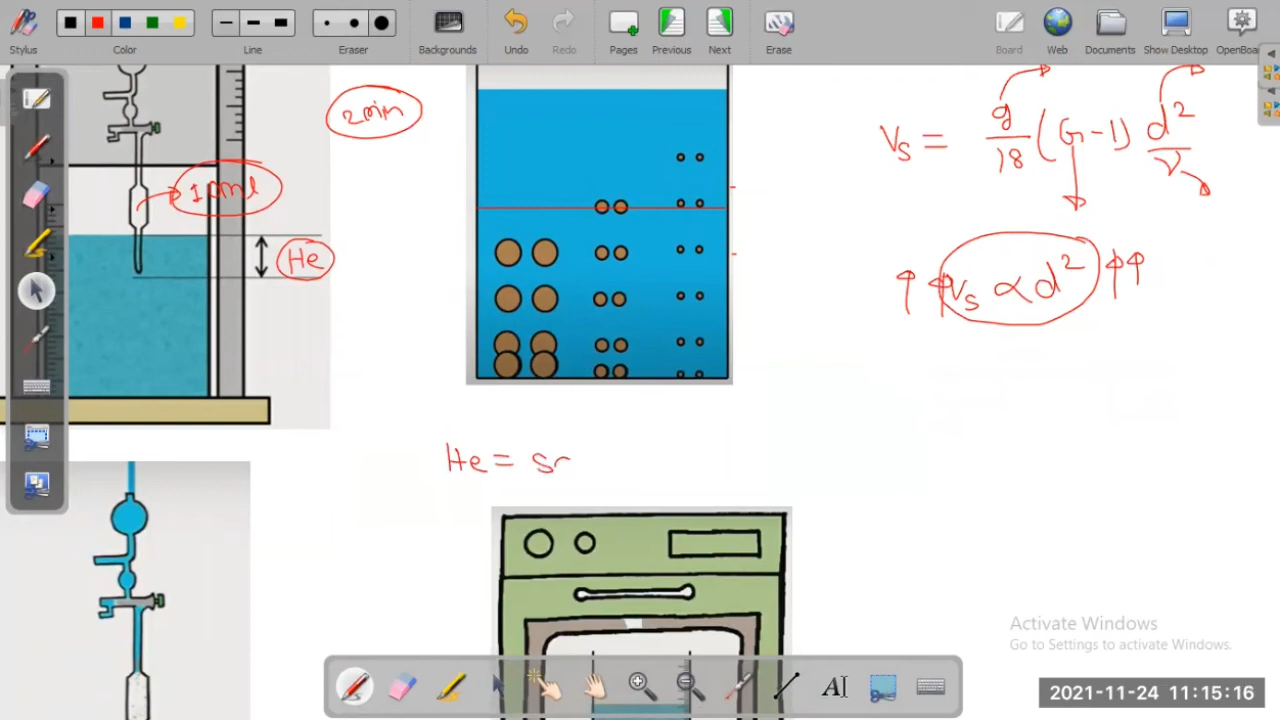 Stylus
Color
Line
Eraser
Backgrounds
Undo
Redo
Pages
Previous
Next
Erase
Board
Web
Documents
Show Desktop
OpenBoa
2min
10ml
He
Vs = g/18 (G-1) d²/ν
Vs ∝ d²
He =
Activate Windows
Go to Settings to activate Windows.
2021-11-24 11:15:16